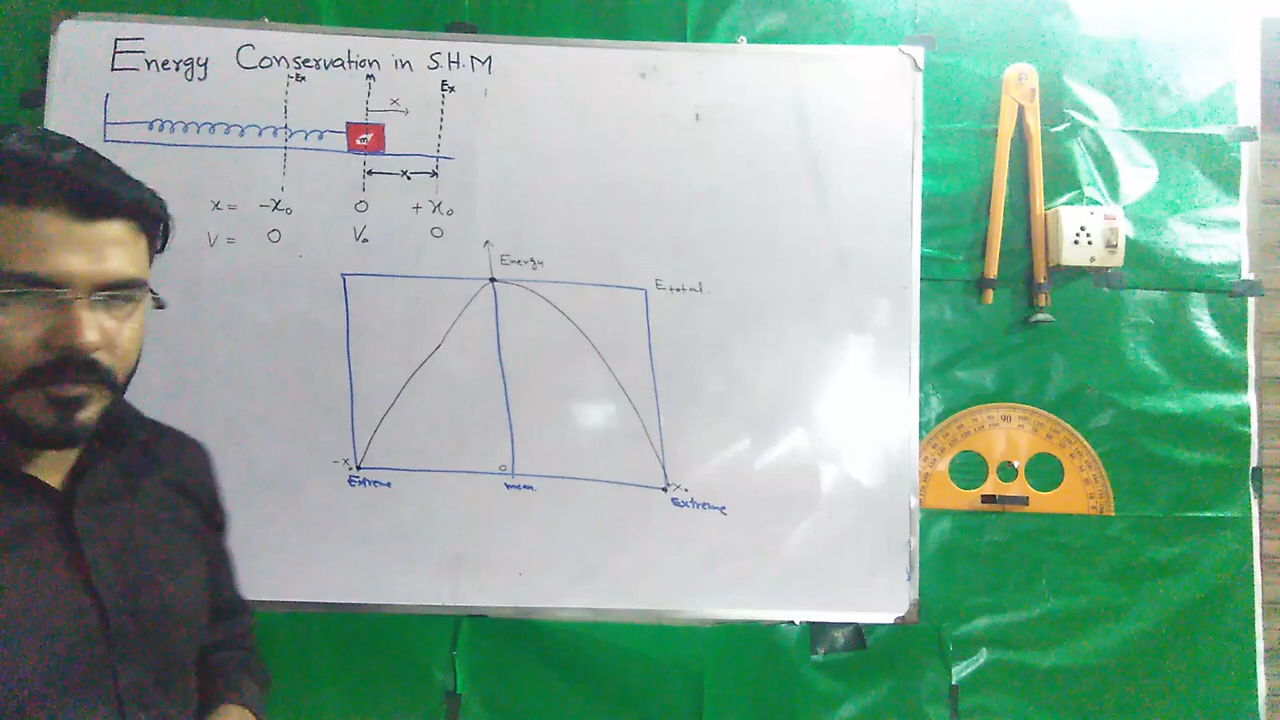 Energy Conservation in S.H.M
-Ex M Ex
x
m
x₀
x = -x₀ 0 + x₀
V = 0 V₀ 0
Energy
E total.
-x₀ 0 x₀
Extreme mean Extreme
90